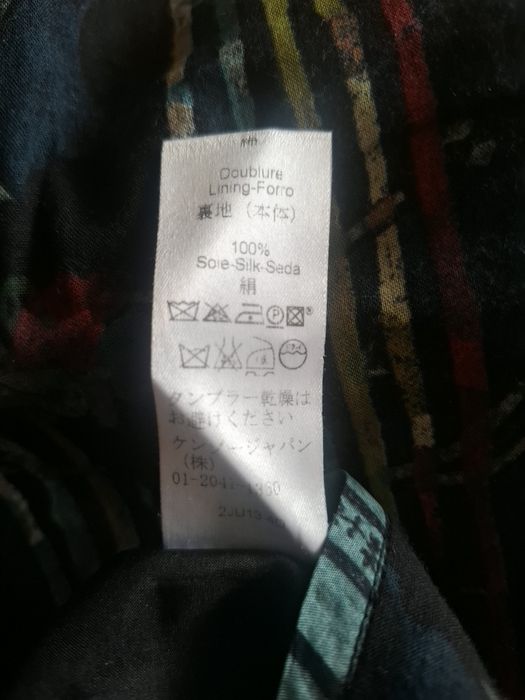 綿
Doublure
Lining-Forro
裏地（本体）
100%
Soie-Silk-Seda
絹
P
タンブラー乾燥は
お避けください
ケンゾージャパン
（株）